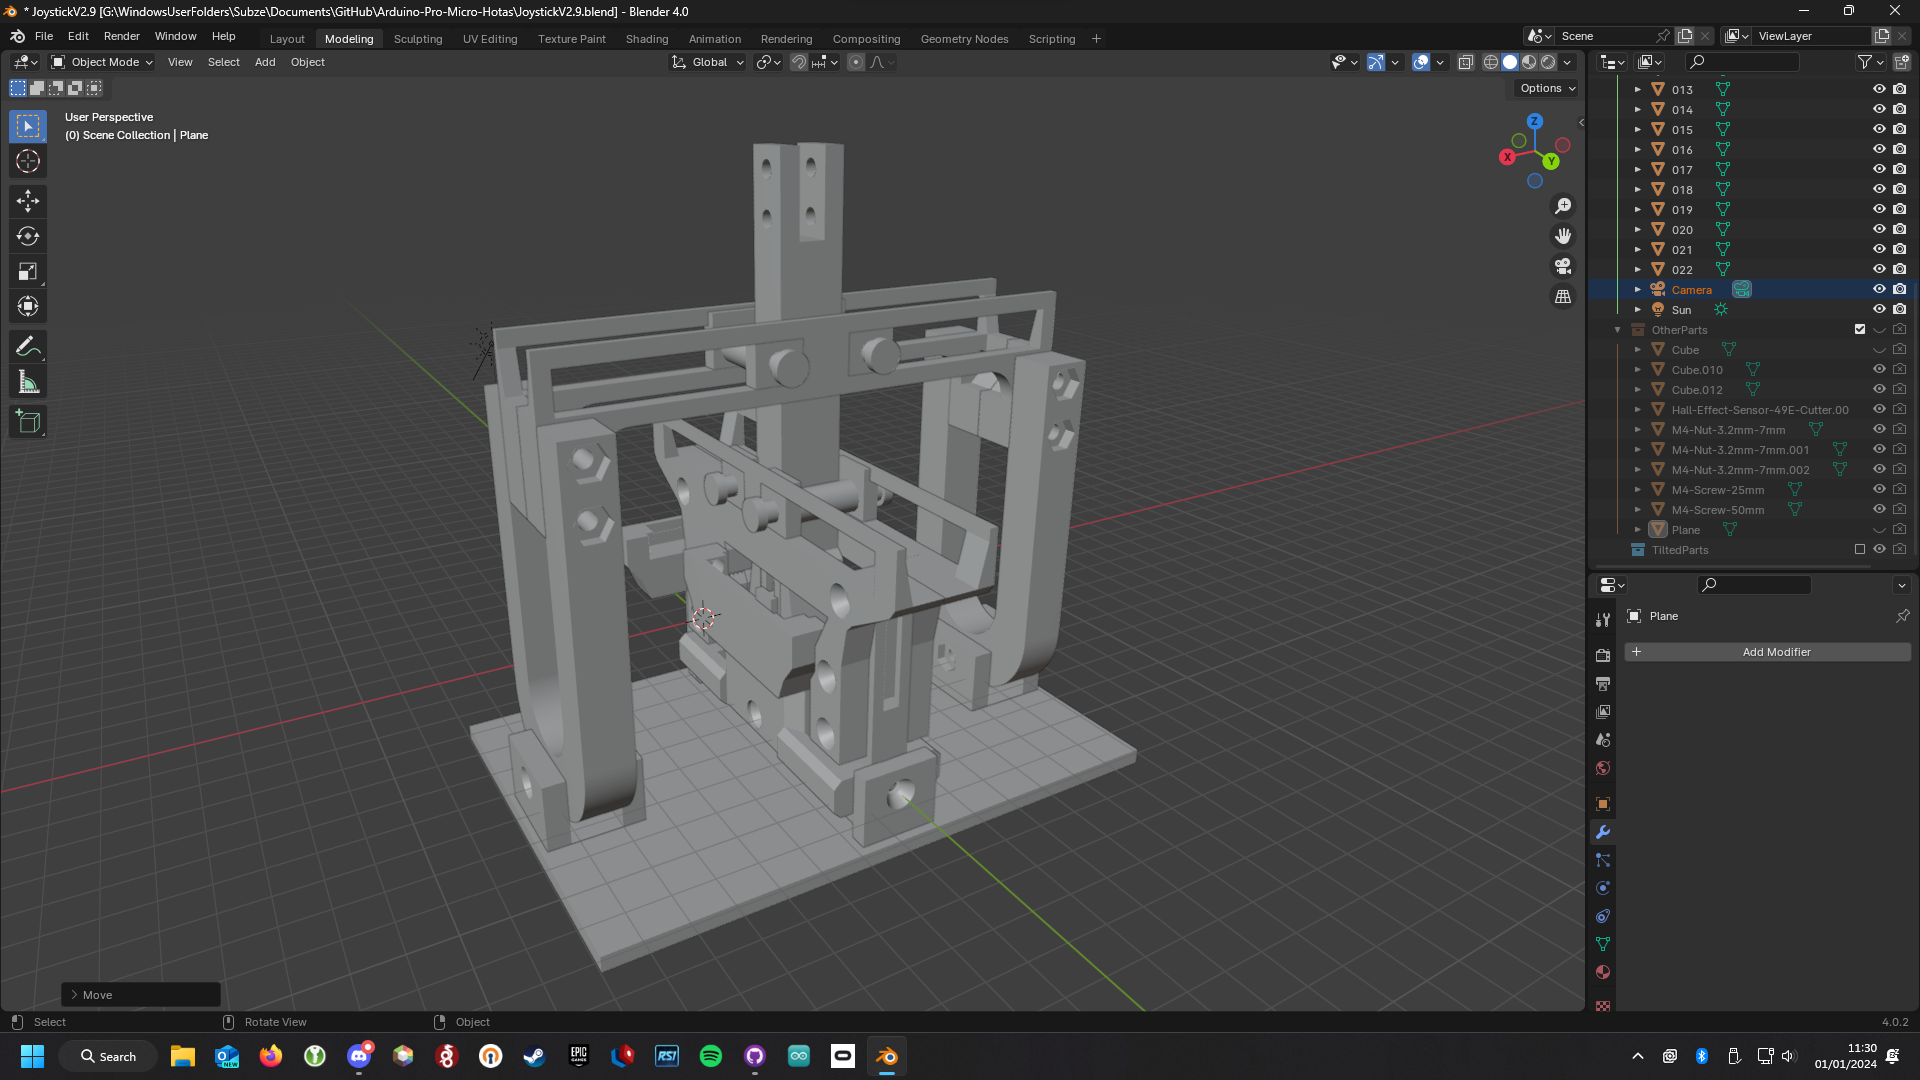 * JoystickV2.9 [G:\WindowsUserFolders\Subze\Documents\GitHub\Arduino-Pro-Micro-Hotas\JoystickV2.9.blend] - Blender 4.0
File Edit Render Window Help Layout Modeling Sculpting UV Editing Texture Paint Shading Animation Rendering Compositing Geometry Nodes Scripting +
Scene ViewLayer
Object Mode View Select Add Object Global
Options
User Perspective
(0) Scene Collection | Plane
Z
X
Y
013
014
015
016
017
018
019
020
021
022
Camera
Sun
OtherParts
Cube
Cube.010
Cube.012
Hall-Effect-Sensor-49E-Cutter.00
M4-Nut-3.2mm-7mm
M4-Nut-3.2mm-7mm.001
M4-Nut-3.2mm-7mm.002
M4-Screw-25mm
M4-Screw-50mm
Plane
TiltedParts
Plane
+ Add Modifier
> Move
Select Rotate View Object
4.0.2
Search
NEW
EPIC GAMES
RSI
11:30
01/01/2024